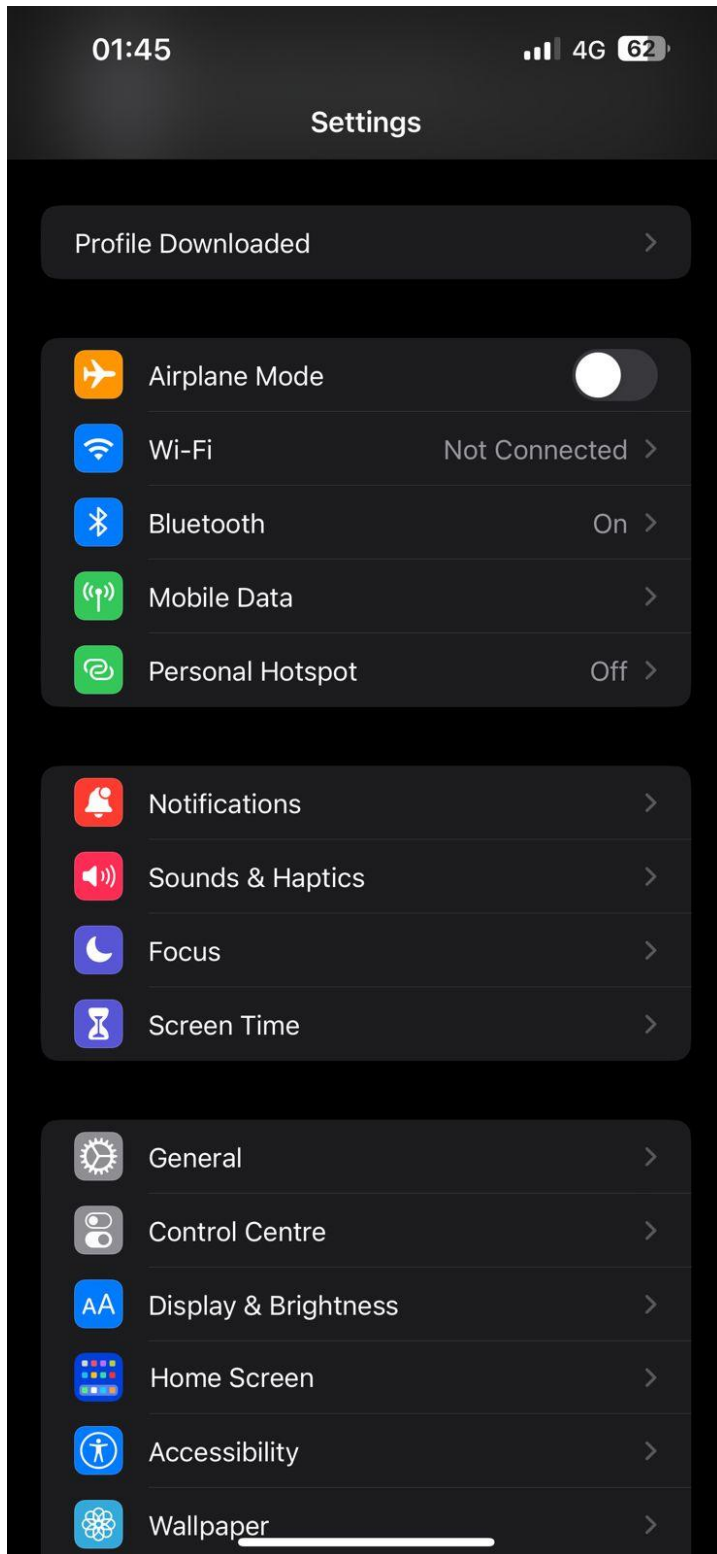 01:45 4G 62
Settings
Profile Downloaded
Airplane Mode
Wi-Fi Not Connected
Bluetooth On
Mobile Data
Personal Hotspot Off
Notifications
Sounds & Haptics
Focus
Screen Time
General
Control Centre
AA Display & Brightness
Home Screen
Accessibility
Wallpaper